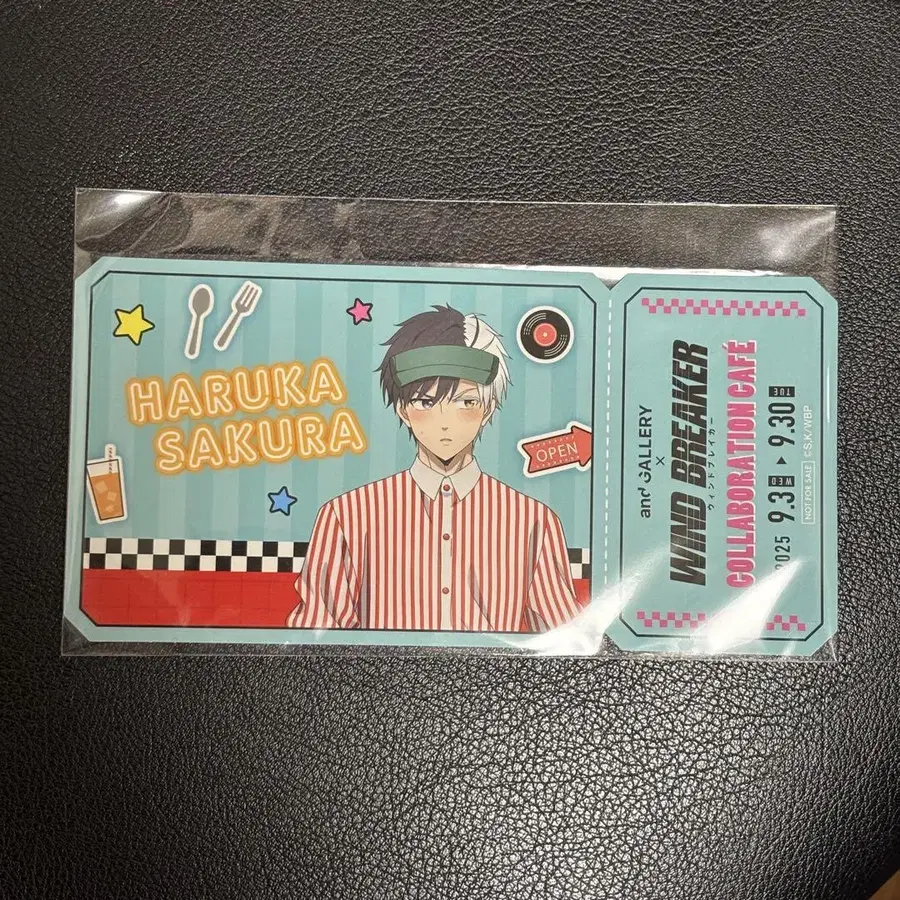 HARUKA
SAKURA
OPEN
and GALLERY
×
WIND BREAKER
ウィンドブレイカー
COLLABORATION CAFÉ
2025 9.3 WED ▶ 9.30 TUE
NOT FOR SALE ©S.K/WBP